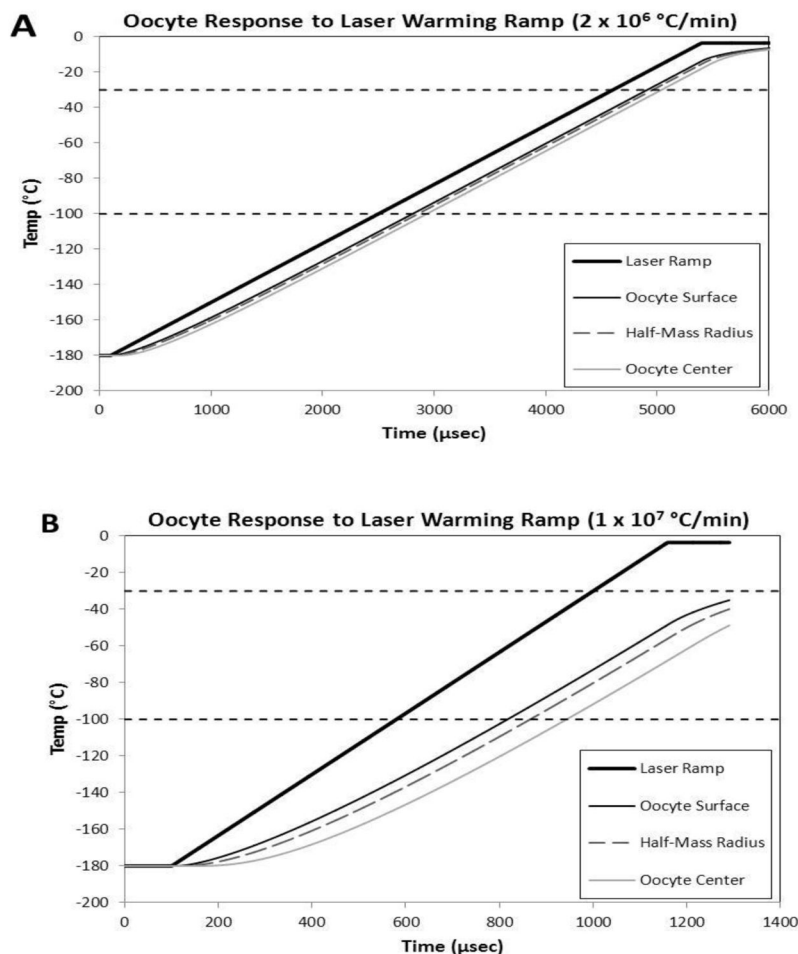 A
Oocyte Response to Laser Warming Ramp (2 x 10⁶ °C/min)
0
-20
-40
-60
-80
-100
-120
-140
-160
-180
-200
Temp (°C)
Laser Ramp
Oocyte Surface
Half-Mass Radius
Oocyte Center
0 1000 2000 3000 4000 5000 6000
Time (μsec)
B
Oocyte Response to Laser Warming Ramp (1 x 10⁷ °C/min)
0
-20
-40
-60
-80
-100
-120
-140
-160
-180
-200
Temp (°C)
Laser Ramp
Oocyte Surface
Half-Mass Radius
Oocyte Center
0 200 400 600 800 1000 1200 1400
Time (μsec)